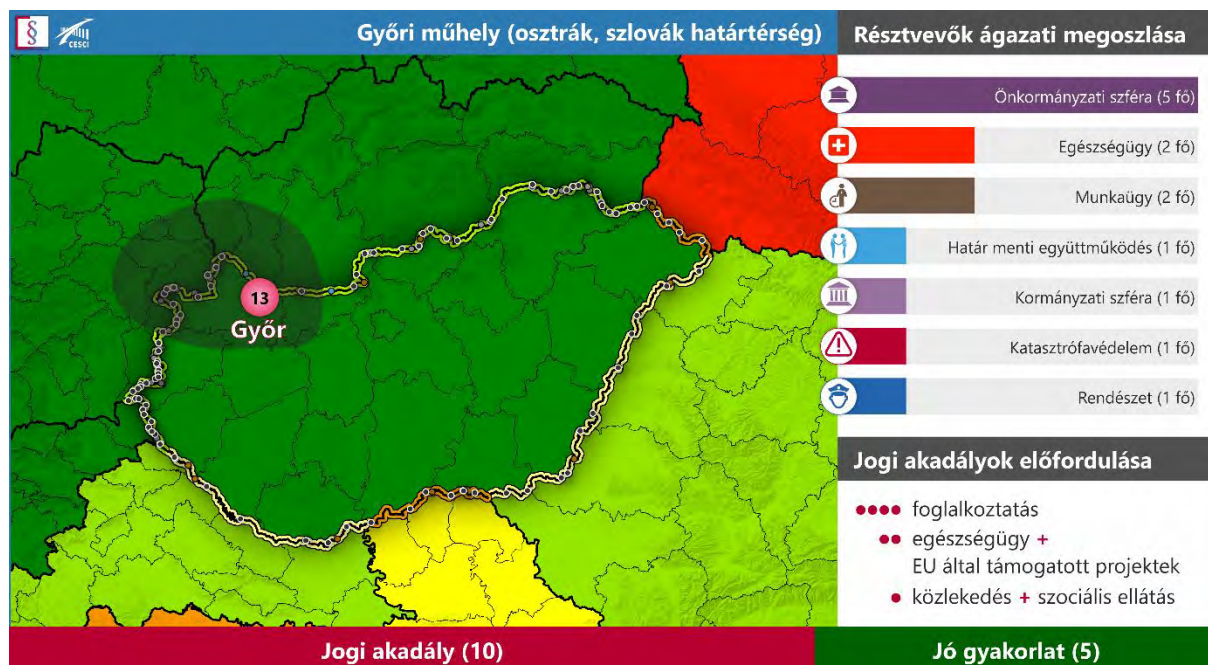 §
CESCI
Győri műhely (osztrák, szlovák határtérség)
13
Győr
Résztvevők ágazati megoszlása
Önkormányzati szféra (5 fő)
Egészségügy (2 fő)
Munkaügy (2 fő)
Határ menti együttműködés (1 fő)
Kormányzati szféra (1 fő)
Katasztrófavédelem (1 fő)
Rendészet (1 fő)
Jogi akadályok előfordulása
foglalkoztatás
egészségügy +
EU által támogatott projektek
közlekedés + szociális ellátás
Jogi akadály (10)
Jó gyakorlat (5)